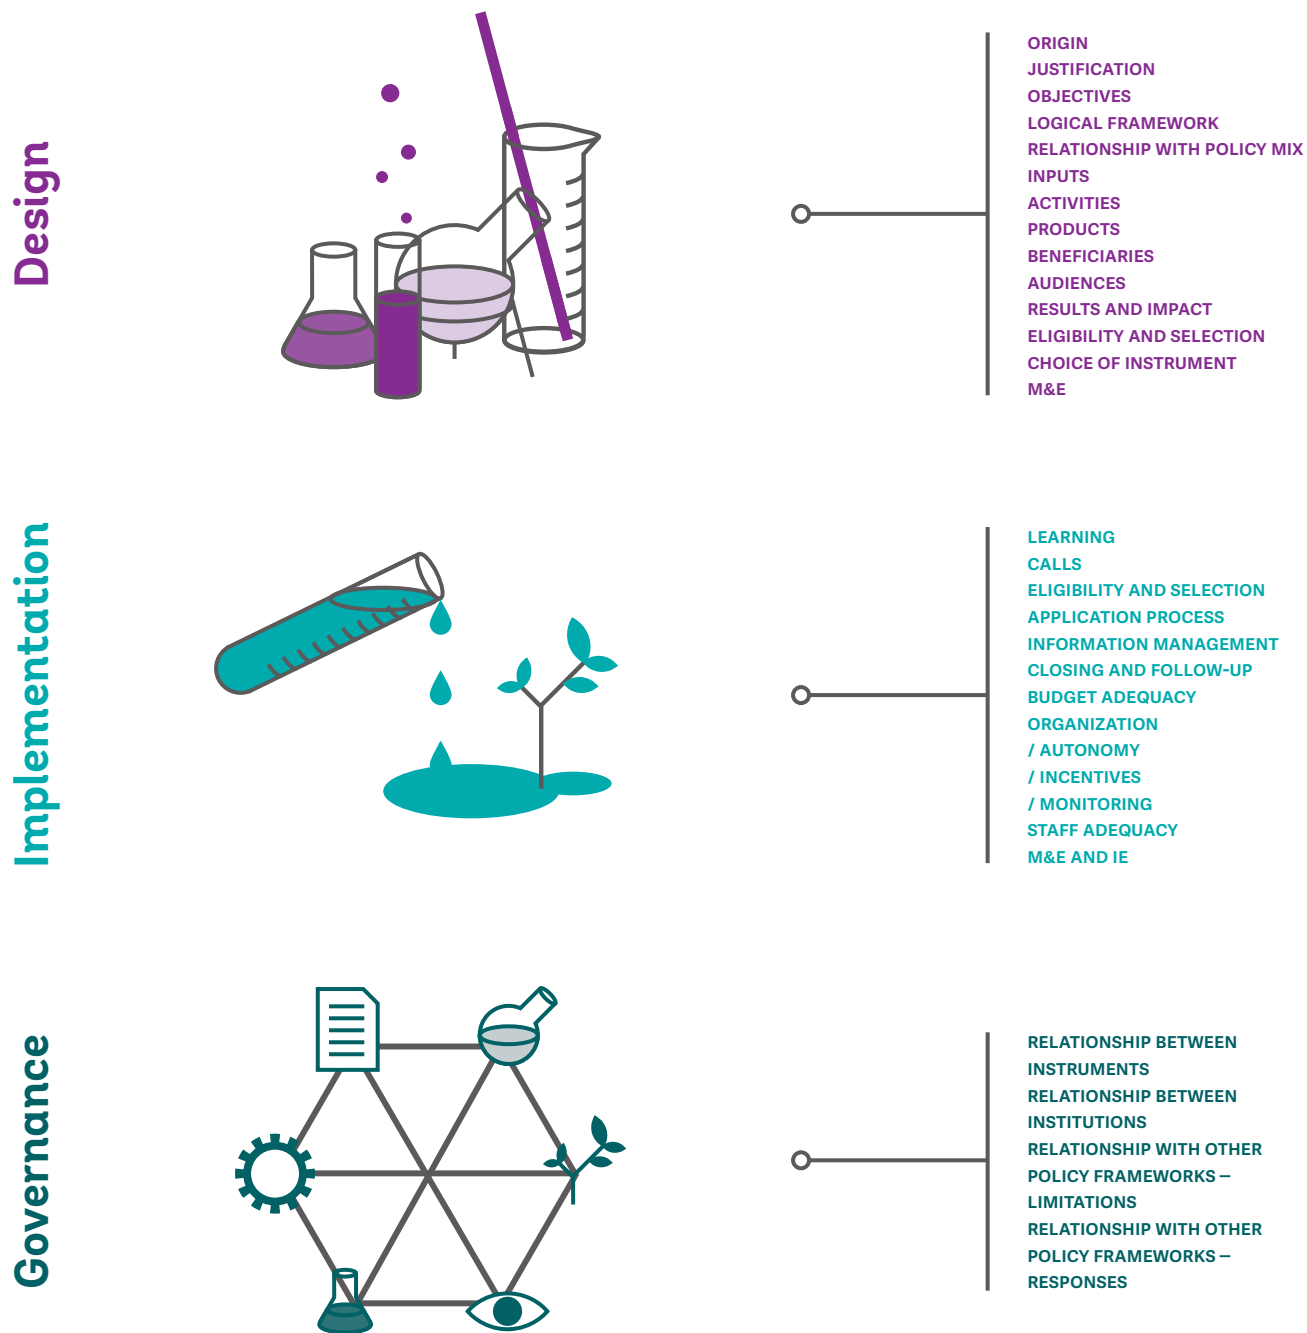 Design
ORIGIN
JUSTIFICATION
OBJECTIVES
LOGICAL FRAMEWORK
RELATIONSHIP WITH POLICY MIX
INPUTS
ACTIVITIES
PRODUCTS
BENEFICIARIES
AUDIENCES
RESULTS AND IMPACT
ELIGIBILITY AND SELECTION
CHOICE OF INSTRUMENT
M&E
Implementation
LEARNING
CALLS
ELIGIBILITY AND SELECTION
APPLICATION PROCESS
INFORMATION MANAGEMENT
CLOSING AND FOLLOW-UP
BUDGET ADEQUACY
ORGANIZATION
/ AUTONOMY
/ INCENTIVES
/ MONITORING
STAFF ADEQUACY
M&E AND IE
Governance
RELATIONSHIP BETWEEN
INSTRUMENTS
RELATIONSHIP BETWEEN
INSTITUTIONS
RELATIONSHIP WITH OTHER
POLICY FRAMEWORKS –
LIMITATIONS
RELATIONSHIP WITH OTHER
POLICY FRAMEWORKS –
RESPONSES